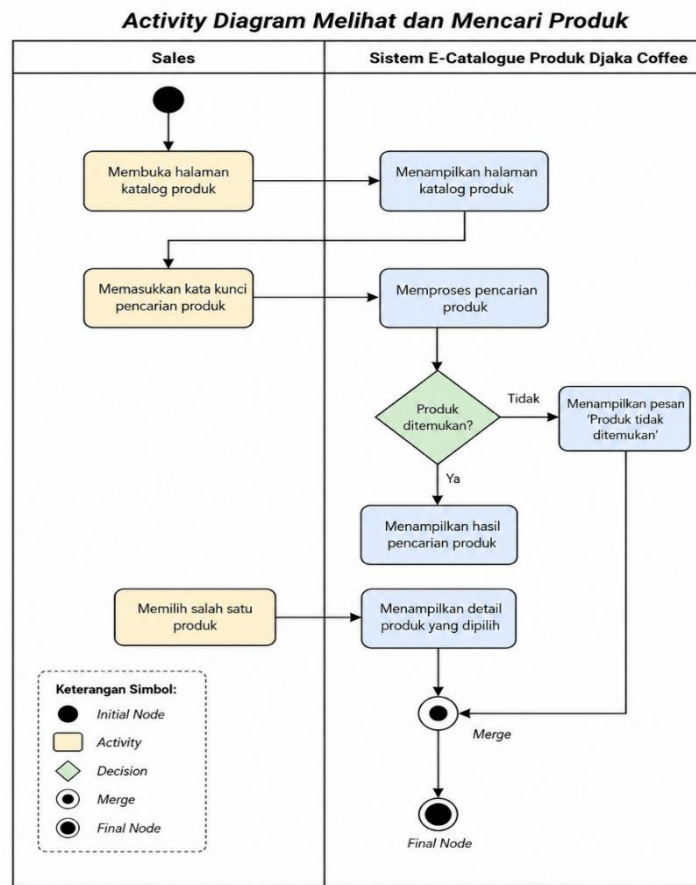 Activity Diagram Melihat dan Mencari Produk
Sales
Sistem E-Catalogue Produk Djaka Coffee
Membuka halaman
katalog produk
Menampilkan halaman
katalog produk
Memasukkan kata kunci
pencarian produk
Memproses pencarian
produk
Produk
ditemukan?
Tidak
Menampilkan pesan
‘Produk tidak
ditemukan’
Ya
Menampilkan hasil
pencarian produk
Memilih salah satu
produk
Menampilkan detail
produk yang dipilih
Merge
Final Node
Keterangan Simbol:
Initial Node
Activity
Decision
Merge
Final Node